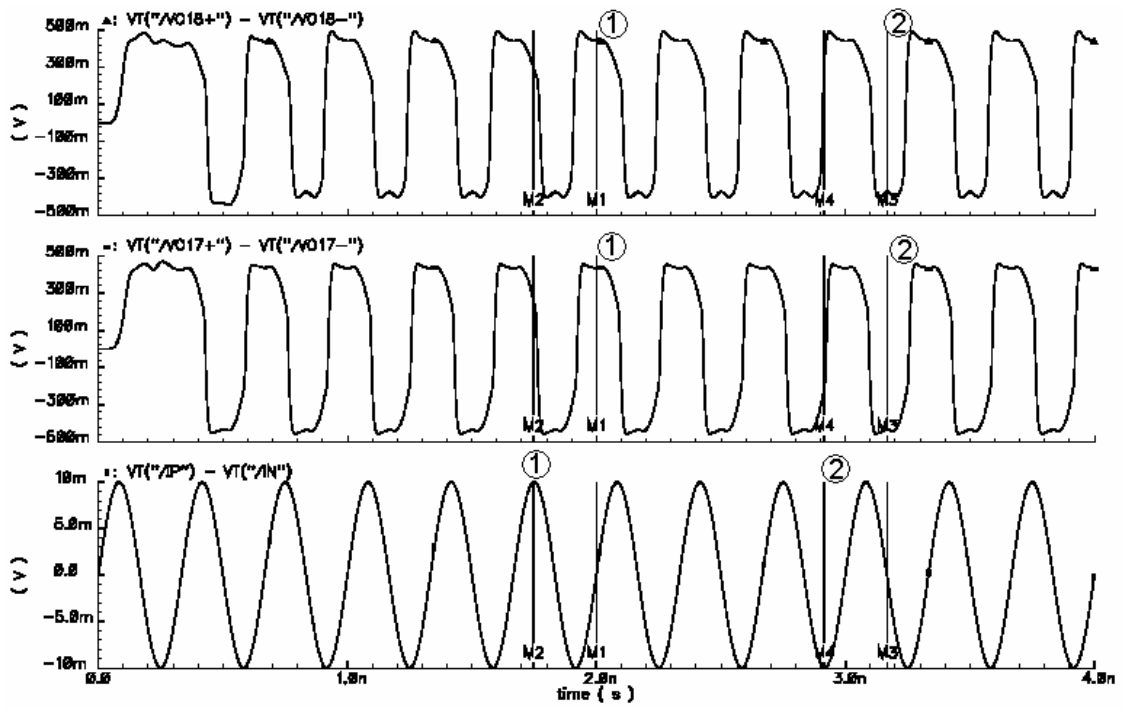 ▲: VT("/VO18+") - VT("/VO18-")
①
②
500m
300m
100m
-100m
-300m
-500m
(V)
M2
M1
M4
M3
-: VT("/VO17+") - VT("/VO17-")
①
②
500m
300m
100m
-100m
-300m
-500m
(V)
M2
M1
M4
M3
▪: VT("/IP") - VT("/IN")
①
②
10m
5.0m
0.0
-5.0m
-10m
(V)
M2
M1
M4
M3
0.0
1.0n
2.0n
3.0n
4.0n
time ( s )